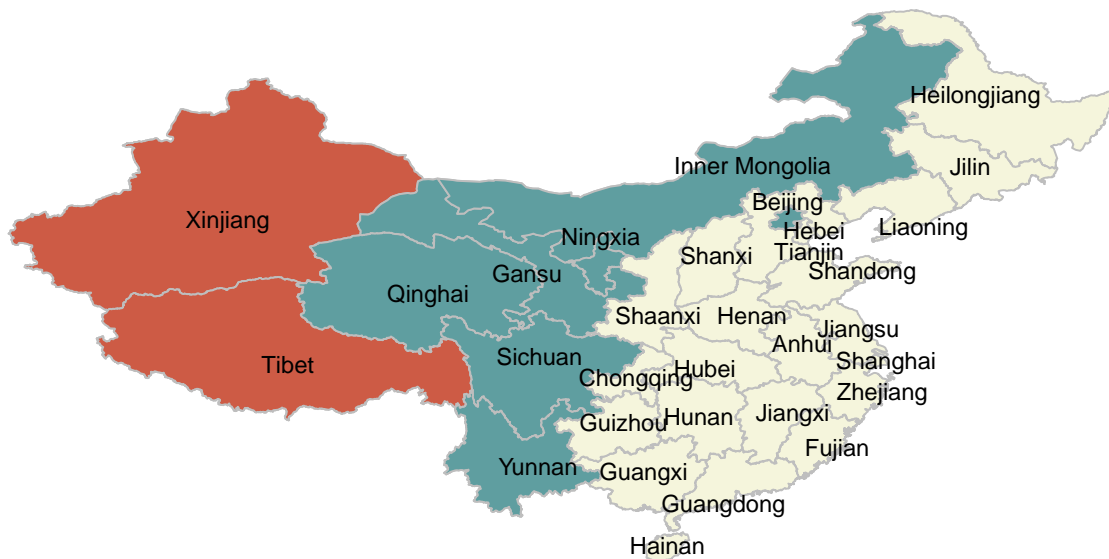 Heilongjiang
Inner Mongolia
Jilin
Beijing
Xinjiang
Liaoning
Hebei
Ningxia
Tianjin
Shanxi
Shandong
Gansu
Qinghai
Shaanxi
Henan
Jiangsu
Anhui
Sichuan
Shanghai
Tibet
Hubei
Chongqing
Zhejiang
Jiangxi
Hunan
Guizhou
Fujian
Yunnan
Guangxi
Guangdong
Hainan